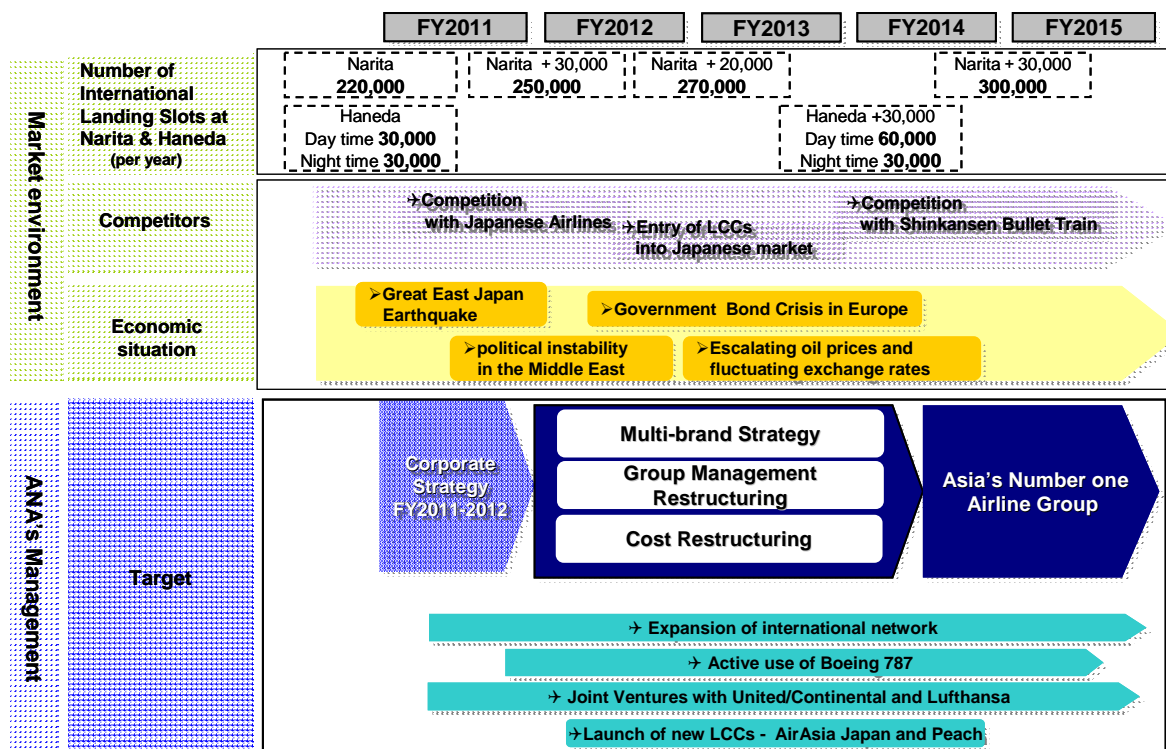 FY2011 FY2012 FY2013 FY2014 FY2015
Market environment
Number of
International
Landing Slots at
Narita & Haneda
(per year)
Narita
220,000
Narita + 30,000
250,000
Narita + 20,000
270,000
Narita + 30,000
300,000
Haneda
Day time 30,000
Night time 30,000
Haneda +30,000
Day time 60,000
Night time 30,000
Competitors
✈Competition
with Japanese Airlines
✈Entry of LCCs
into Japanese market
✈Competition
with Shinkansen Bullet Train
Economic
situation
➢Great East Japan
Earthquake
➢Government Bond Crisis in Europe
➢political instability
in the Middle East
➢Escalating oil prices and
fluctuating exchange rates
ANA's Management
Target
Corporate
Strategy
FY2011-2012
Multi-brand Strategy
Group Management
Restructuring
Cost Restructuring
Asia's Number one
Airline Group
✈ Expansion of international network
✈ Active use of Boeing 787
✈ Joint Ventures with United/Continental and Lufthansa
✈Launch of new LCCs - AirAsia Japan and Peach